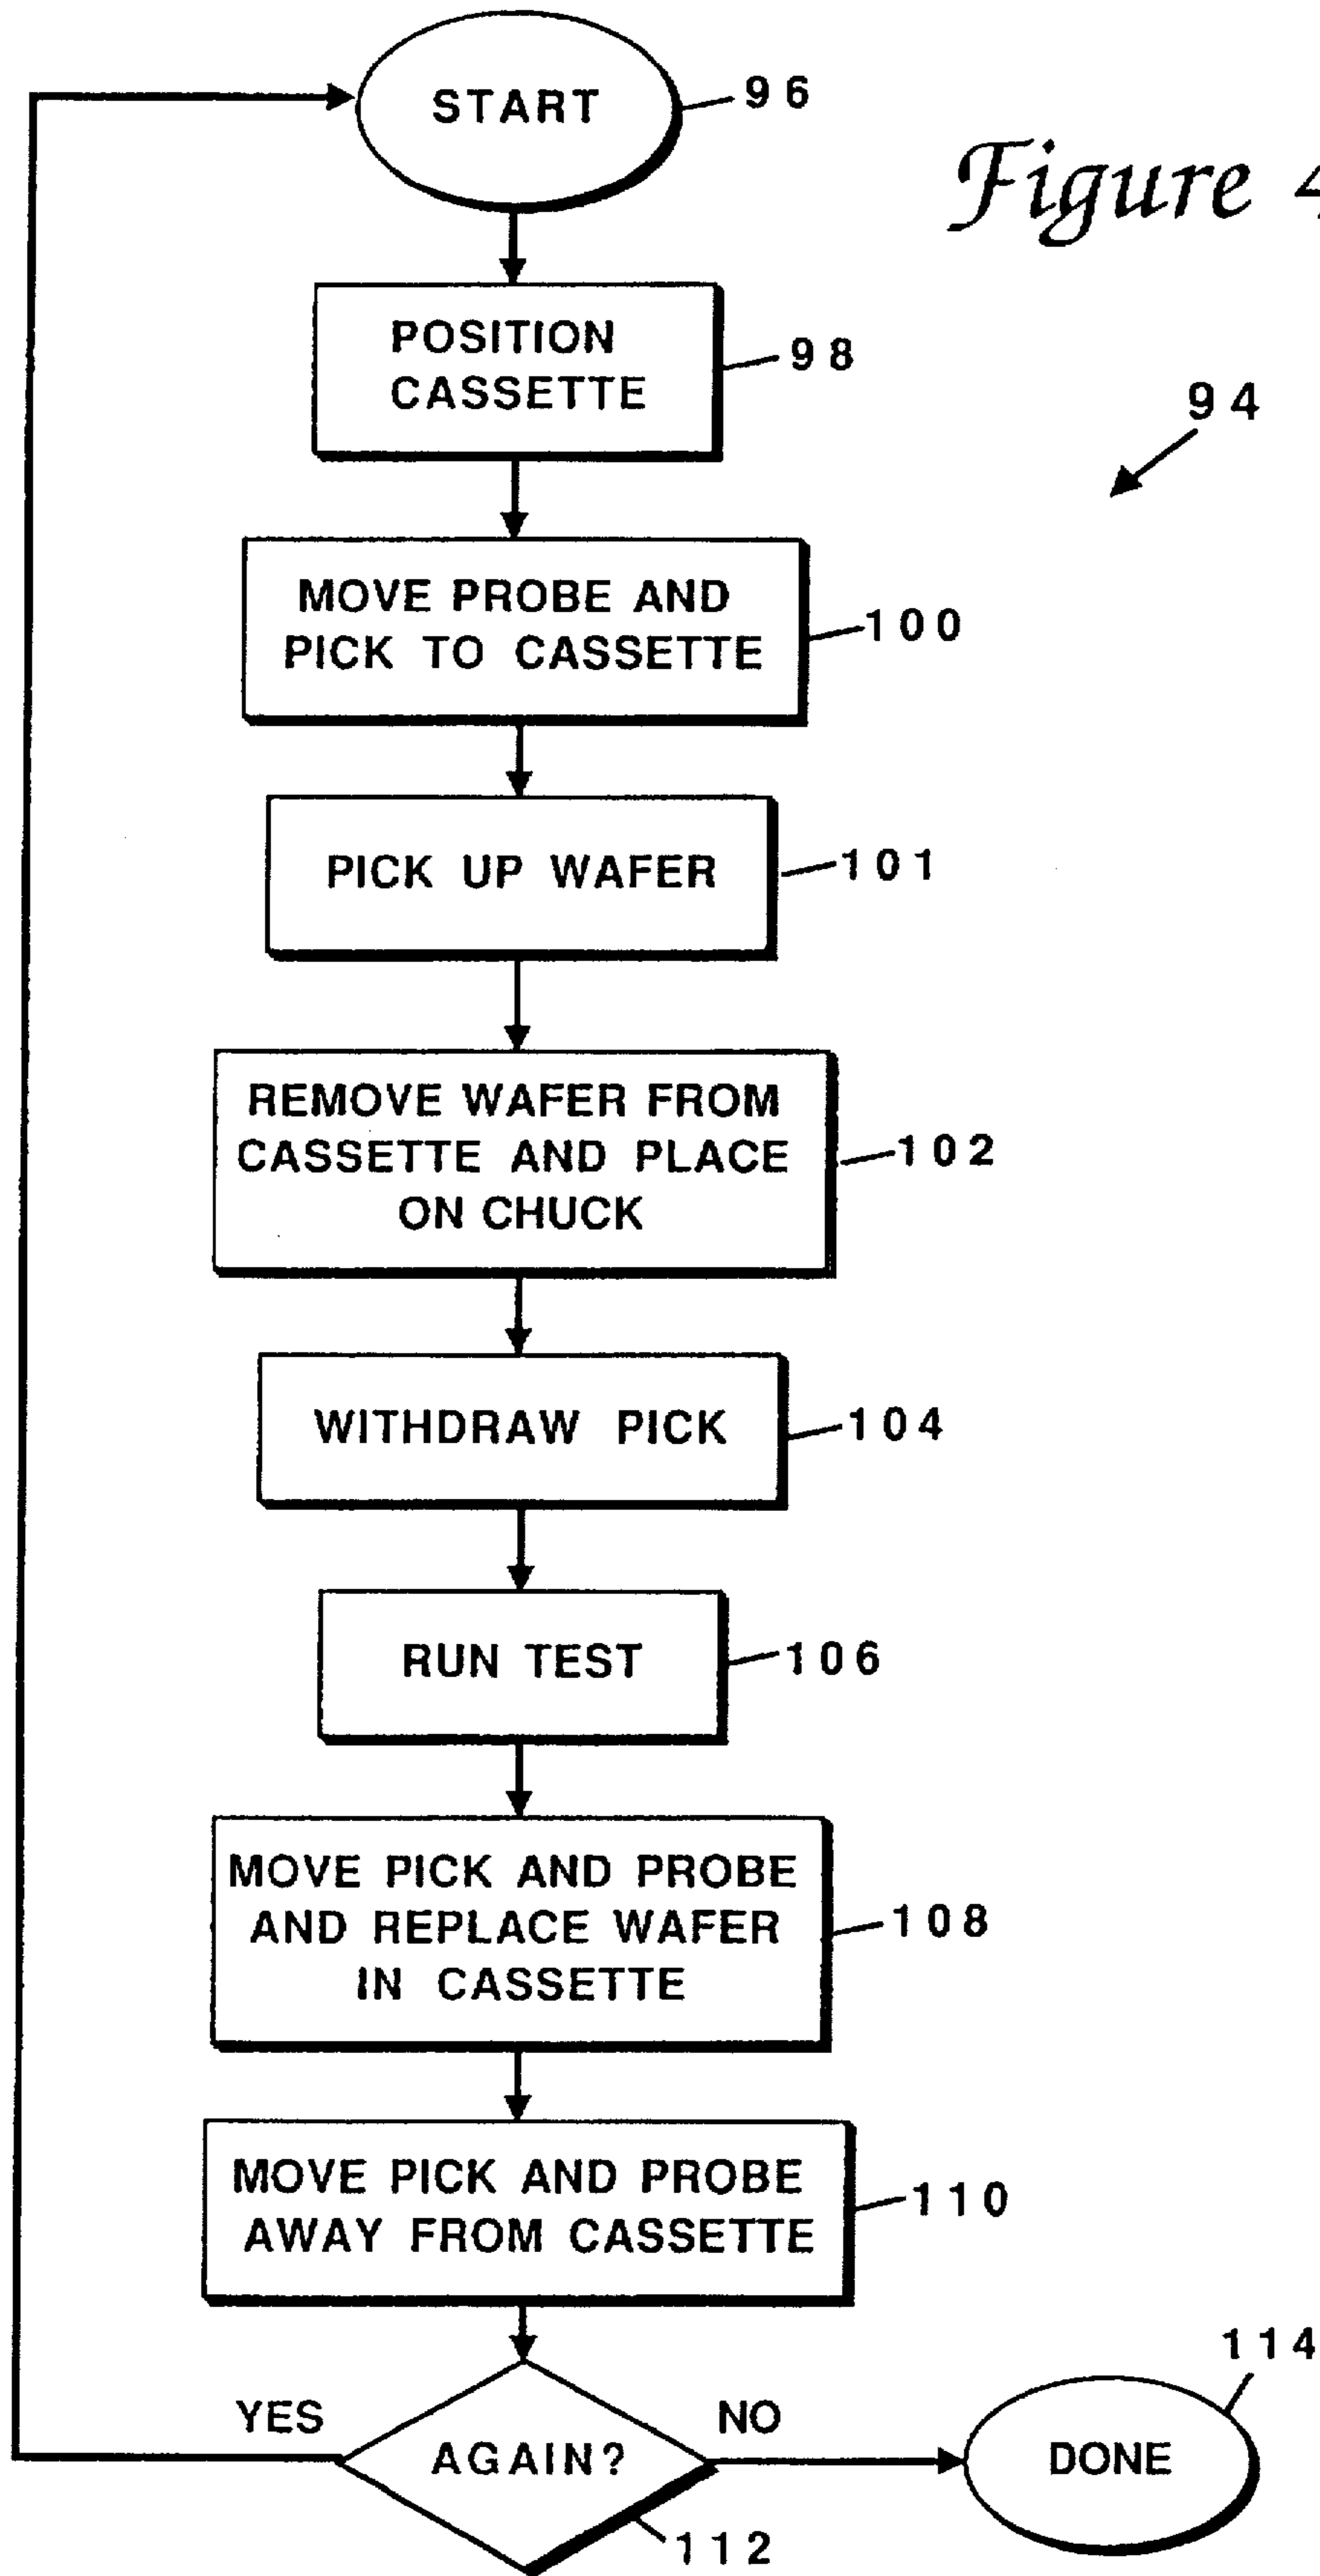 START
96
Figure 4
POSITION
CASSETTE
98
94
MOVE PROBE AND
PICK TO CASSETTE
100
PICK UP WAFER
101
REMOVE WAFER FROM
CASSETTE AND PLACE
ON CHUCK
102
WITHDRAW PICK
104
RUN TEST
106
MOVE PICK AND PROBE
AND REPLACE WAFER
IN CASSETTE
108
MOVE PICK AND PROBE
AWAY FROM CASSETTE
110
YES
AGAIN?
NO
112
DONE
114